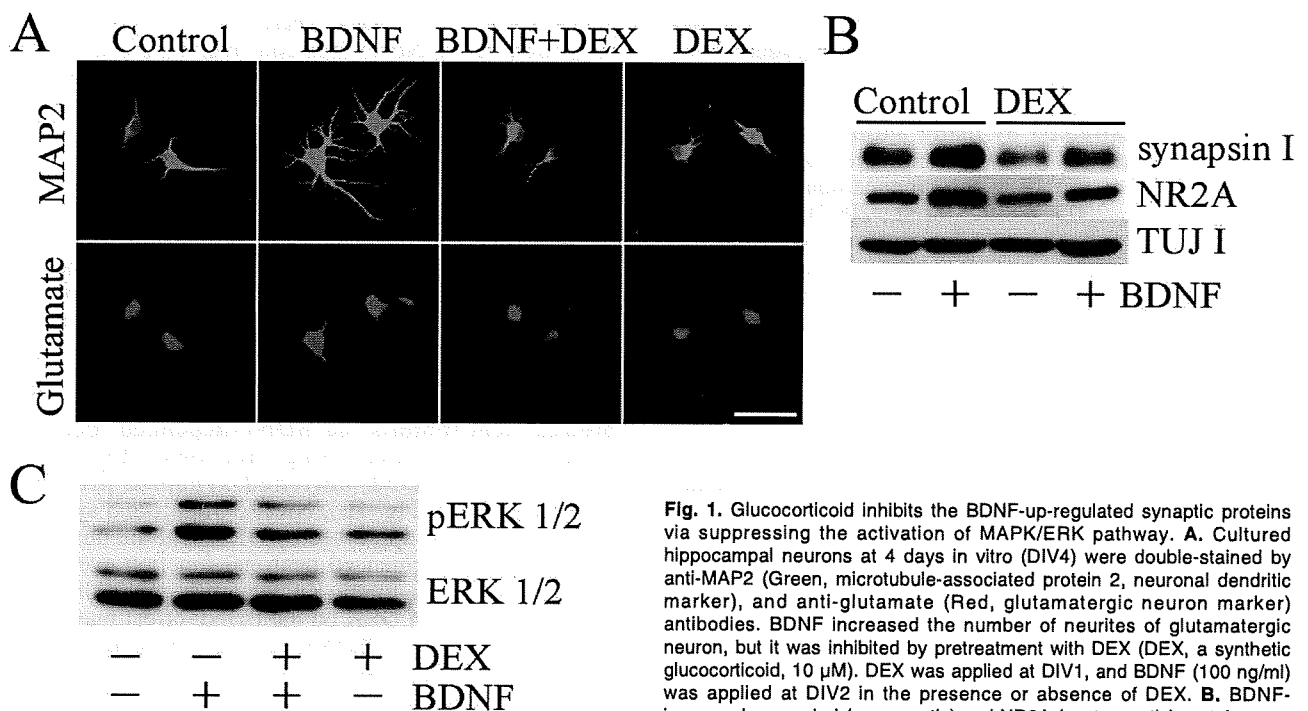 A
Control BDNF BDNF+DEX DEX
MAP2
Glutamate
B
Control DEX
synapsin I
NR2A
TUJ I
− + − + BDNF
C
pERK 1/2
ERK 1/2
− − + + DEX
− + + − BDNF
Fig. 1. Glucocorticoid inhibits the BDNF-up-regulated synaptic proteins
via suppressing the activation of MAPK/ERK pathway. A. Cultured
hippocampal neurons at 4 days in vitro (DIV4) were double-stained by
anti-MAP2 (Green, microtubule-associated protein 2, neuronal dendritic
marker), and anti-glutamate (Red, glutamatergic neuron marker)
antibodies. BDNF increased the number of neurites of glutamatergic
neuron, but it was inhibited by pretreatment with DEX (DEX, a synthetic
glucocorticoid, 10 μM). DEX was applied at DIV1, and BDNF (100 ng/ml)
was applied at DIV2 in the presence or absence of DEX. B. BDNF-